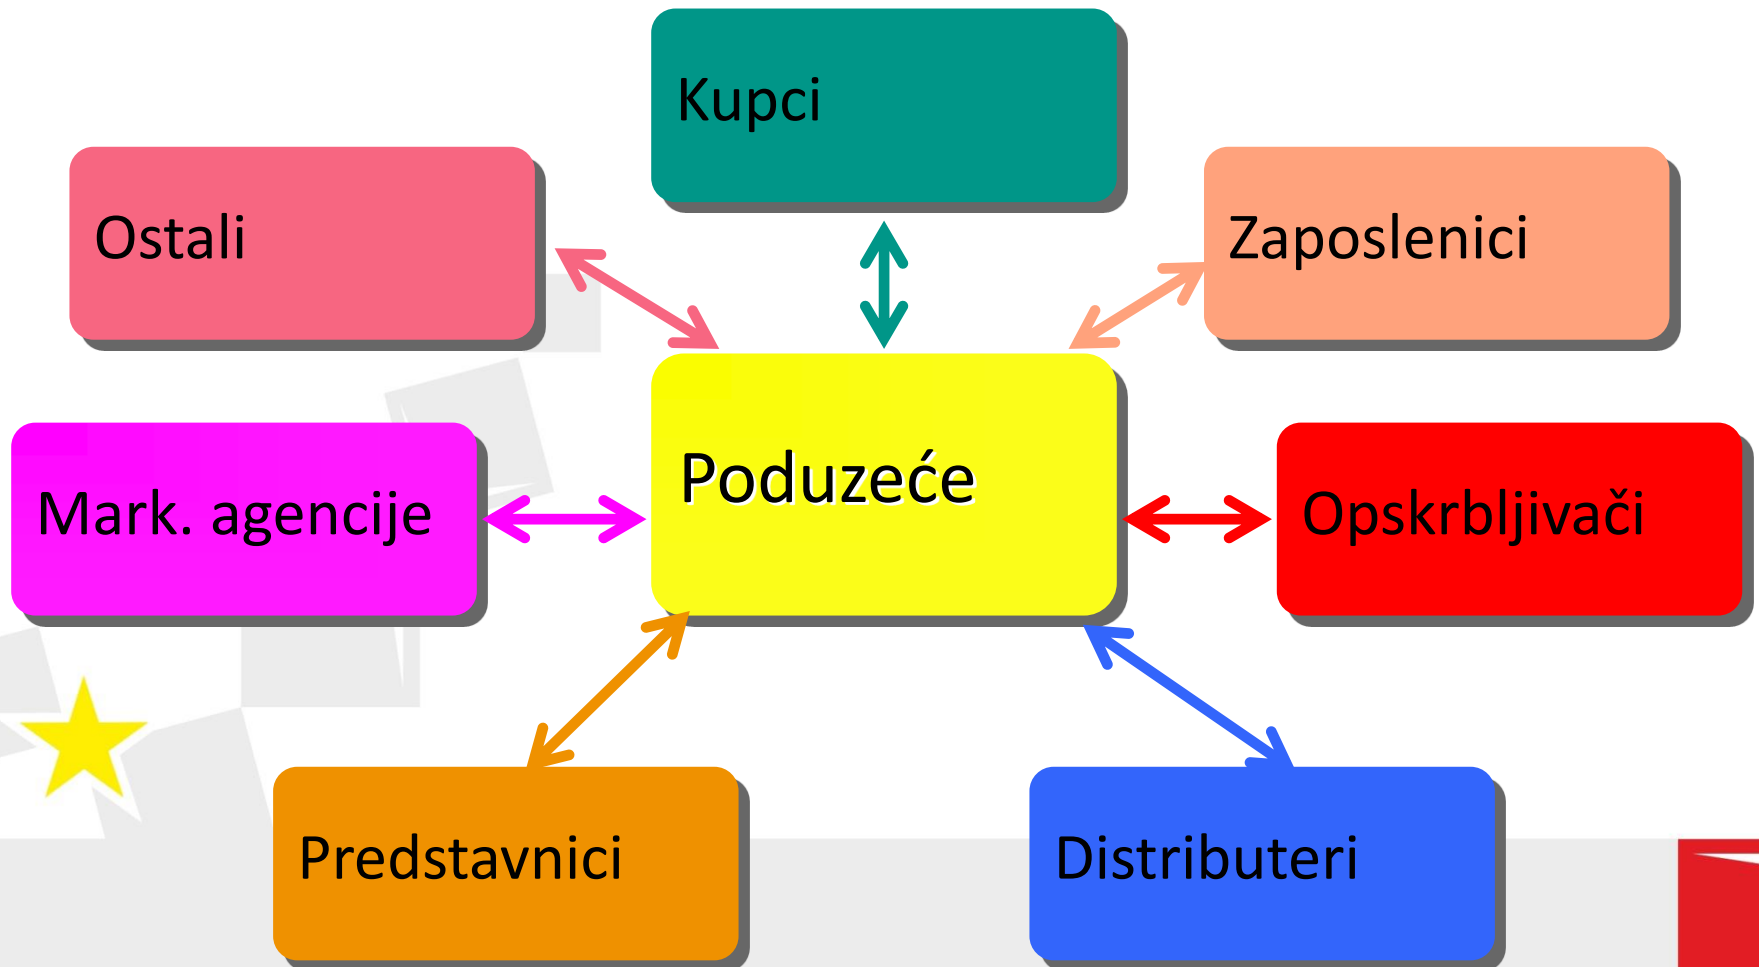 Kupci
Ostali
Zaposlenici
Mark. agencije
Poduzeće
Opskrbljivači
Predstavnici
Distributeri